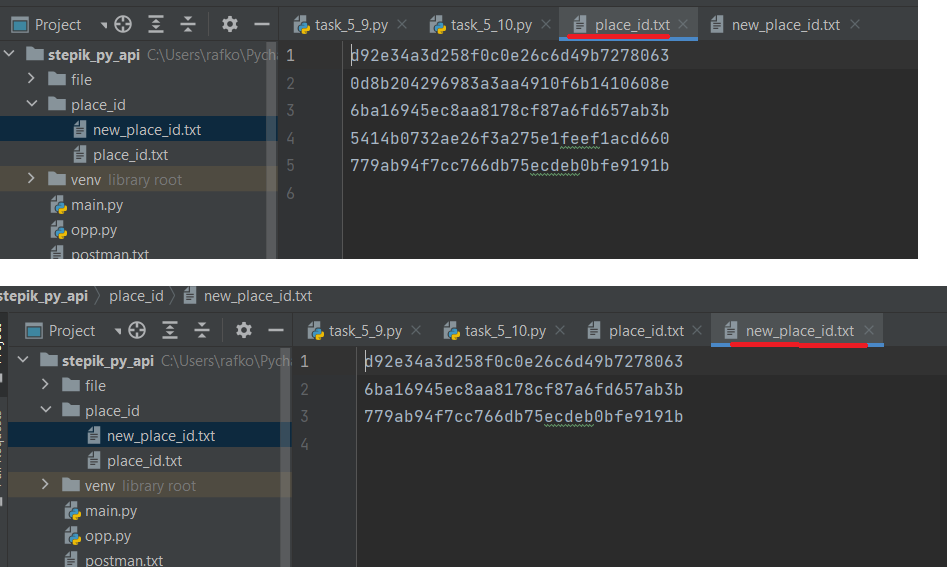 Project
task_5_9.py
task_5_10.py
place_id.txt
new_place_id.txt
stepik_py_api C:\Users\rafko\Pycha
file
place_id
new_place_id.txt
place_id.txt
venv library root
main.py
opp.py
postman.txt
1 d92e34a3d258f0c0e26c6d49b7278063
2 0d8b204296983a3aa4910f6b1410608e
3 6ba16945ec8aa8178cf87a6fd657ab3b
4 5414b0732ae26f3a275e1feef1acd660
5 779ab94f7cc766db75ecdeb0bfe9191b
6
stepik_py_api place_id new_place_id.txt
Project
task_5_9.py
task_5_10.py
place_id.txt
new_place_id.txt
stepik_py_api C:\Users\rafko\Pycha
file
place_id
new_place_id.txt
place_id.txt
venv library root
main.py
opp.py
postman.txt
1 d92e34a3d258f0c0e26c6d49b7278063
2 6ba16945ec8aa8178cf87a6fd657ab3b
3 779ab94f7cc766db75ecdeb0bfe9191b
4